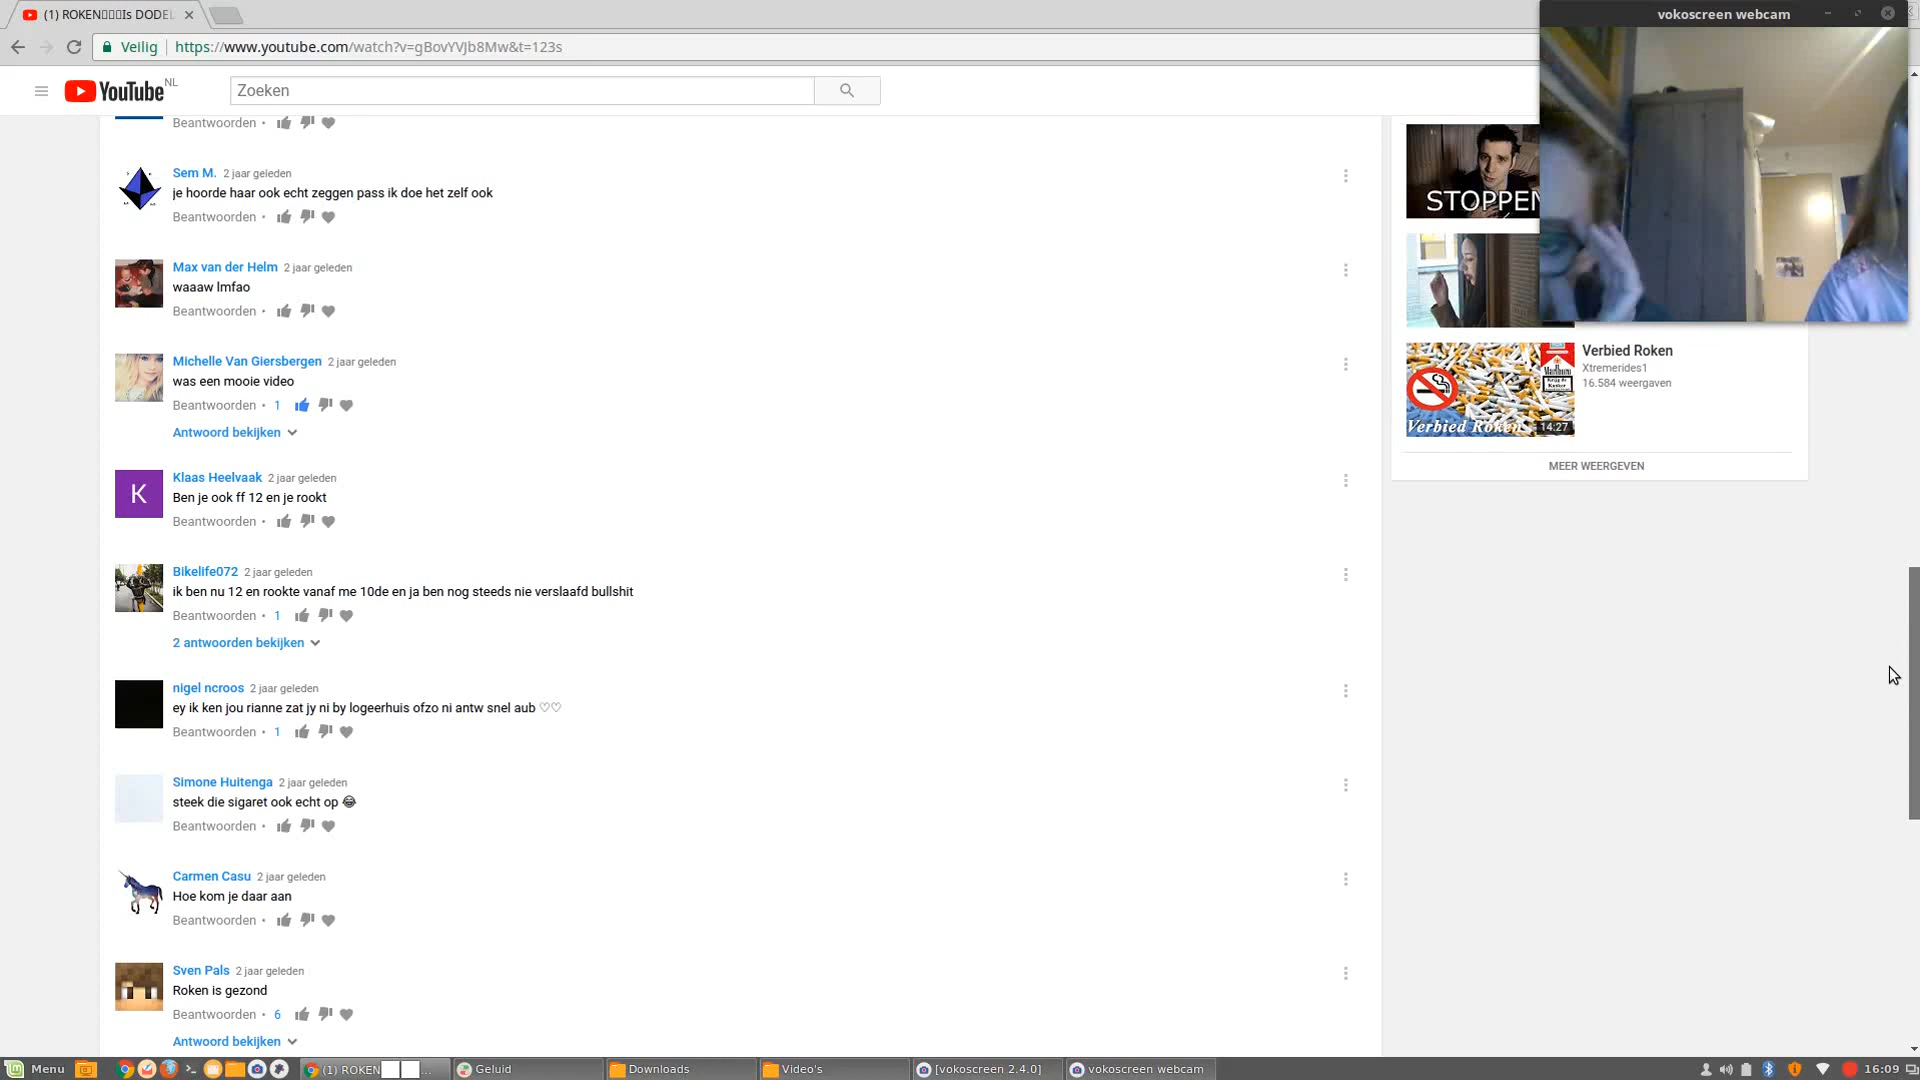 (1) ROKEN Is DODEL
vokoscreen webcam
Veilig
https://www.youtube.com/watch?v=gBovYVJb8Mw&t=123s
YouTube NL
Zoeken
Beantwoorden •
Sem M. 2 jaar geleden
je hoorde haar ook echt zeggen pass ik doe het zelf ook
Beantwoorden •
Max van der Helm 2 jaar geleden
waaaw lmfao
Beantwoorden •
Michelle Van Giersbergen 2 jaar geleden
was een mooie video
Beantwoorden • 1
Antwoord bekijken
Klaas Heelvaak 2 jaar geleden
K
Ben je ook ff 12 en je rookt
Beantwoorden •
Bikelife072 2 jaar geleden
ik ben nu 12 en rookte vanaf me 10de en ja ben nog steeds nie verslaafd bullshit
Beantwoorden • 1
2 antwoorden bekijken
nigel ncroos 2 jaar geleden
ey ik ken jou rianne zat jy ni by logeerhuis ofzo ni antw snel aub ♡♡
Beantwoorden • 1
Simone Huitenga 2 jaar geleden
steek die sigaret ook echt op 😂
Beantwoorden •
Carmen Casu 2 jaar geleden
Hoe kom je daar aan
Beantwoorden •
Sven Pals 2 jaar geleden
Roken is gezond
Beantwoorden • 6
Antwoord bekijken
STOPPEN
Verbied Roken
Xtremerides1
16.584 weergaven
Marlboro
Verbied Roken
14:27
MEER WEERGEVEN
Menu
(1) ROKEN ...
Geluid
Downloads
Video's
[vokoscreen 2.4.0]
vokoscreen webcam
16:09